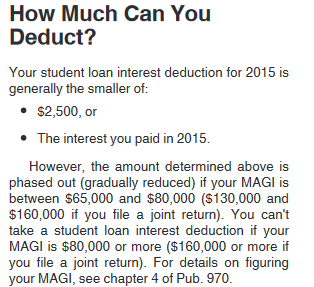 How Much Can You
Deduct?
Your student loan interest deduction for 2015 is
generally the smaller of:
• $2,500, or
• The interest you paid in 2015.
However, the amount determined above is
phased out (gradually reduced) if your MAGI is
between $65,000 and $80,000 ($130,000 and
$160,000 if you file a joint return). You can't
take a student loan interest deduction if your
MAGI is $80,000 or more ($160,000 or more if
you file a joint return). For details on figuring
your MAGI, see chapter 4 of Pub. 970.